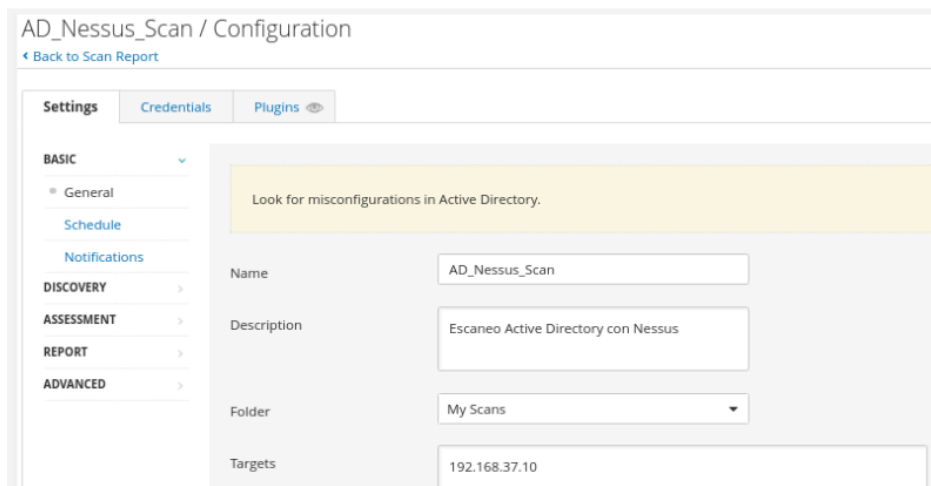 AD_Nessus_Scan / Configuration
Back to Scan Report
Settings Credentials Plugins
BASIC
General
Schedule
Notifications
DISCOVERY
ASSESSMENT
REPORT
ADVANCED
Look for misconfigurations in Active Directory.
Name AD_Nessus_Scan
Description Escaneo Active Directory con Nessus
Folder My Scans
Targets 192.168.37.10